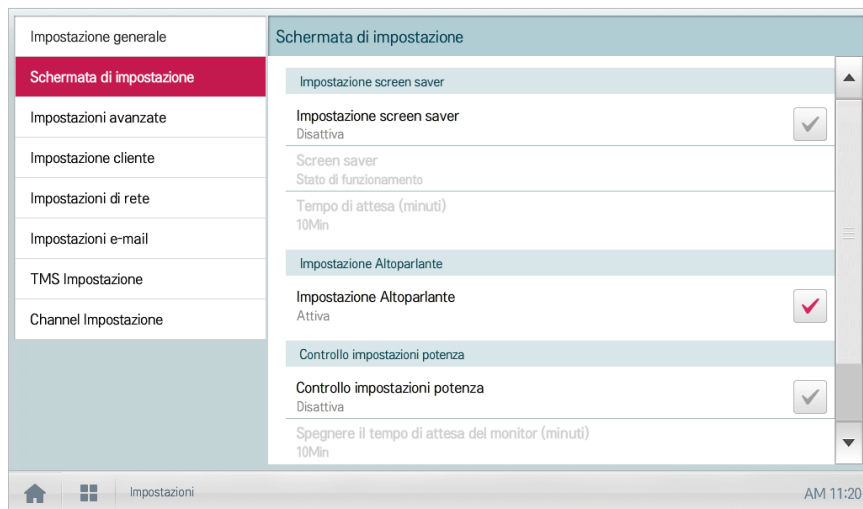 Impostazione generale
Schermata di impostazione
Impostazioni avanzate
Impostazione cliente
Impostazioni di rete
Impostazioni e-mail
TMS Impostazione
Channel Impostazione
Schermata di impostazione
Impostazione screen saver
Impostazione screen saver
Disattiva
Screen saver
Stato di funzionamento
Tempo di attesa (minuti)
10Min
Impostazione Altoparlante
Impostazione Altoparlante
Attiva
Controllo impostazioni potenza
Controllo impostazioni potenza
Disattiva
Spegnere il tempo di attesa del monitor (minuti)
10Min
Impostazioni
AM 11:20